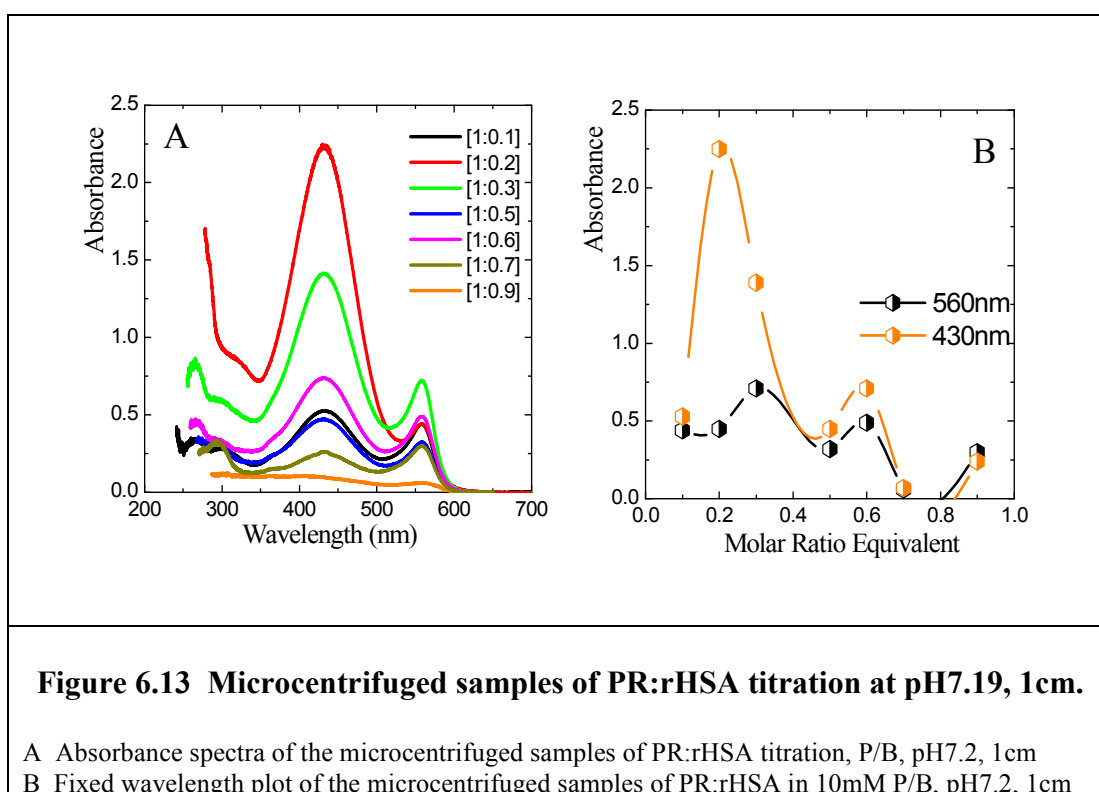 A
2.5
2.0
1.5
1.0
0.5
0.0
Absorbance
200 300 400 500 600 700
Wavelength (nm)
[1:0.1]
[1:0.2]
[1:0.3]
[1:0.5]
[1:0.6]
[1:0.7]
[1:0.9]
B
2.5
2.0
1.5
1.0
0.5
0.0
Absorbance
560nm
430nm
0.0 0.2 0.4 0.6 0.8 1.0
Molar Ratio Equivalent
Figure 6.13 Microcentrifuged samples of PR:rHSA titration at pH7.19, 1cm.
A Absorbance spectra of the microcentrifuged samples of PR:rHSA titration, P/B, pH7.2, 1cm
B Fixed wavelength plot of the microcentrifuged samples of PR:rHSA in 10mM P/B, pH7.2, 1cm